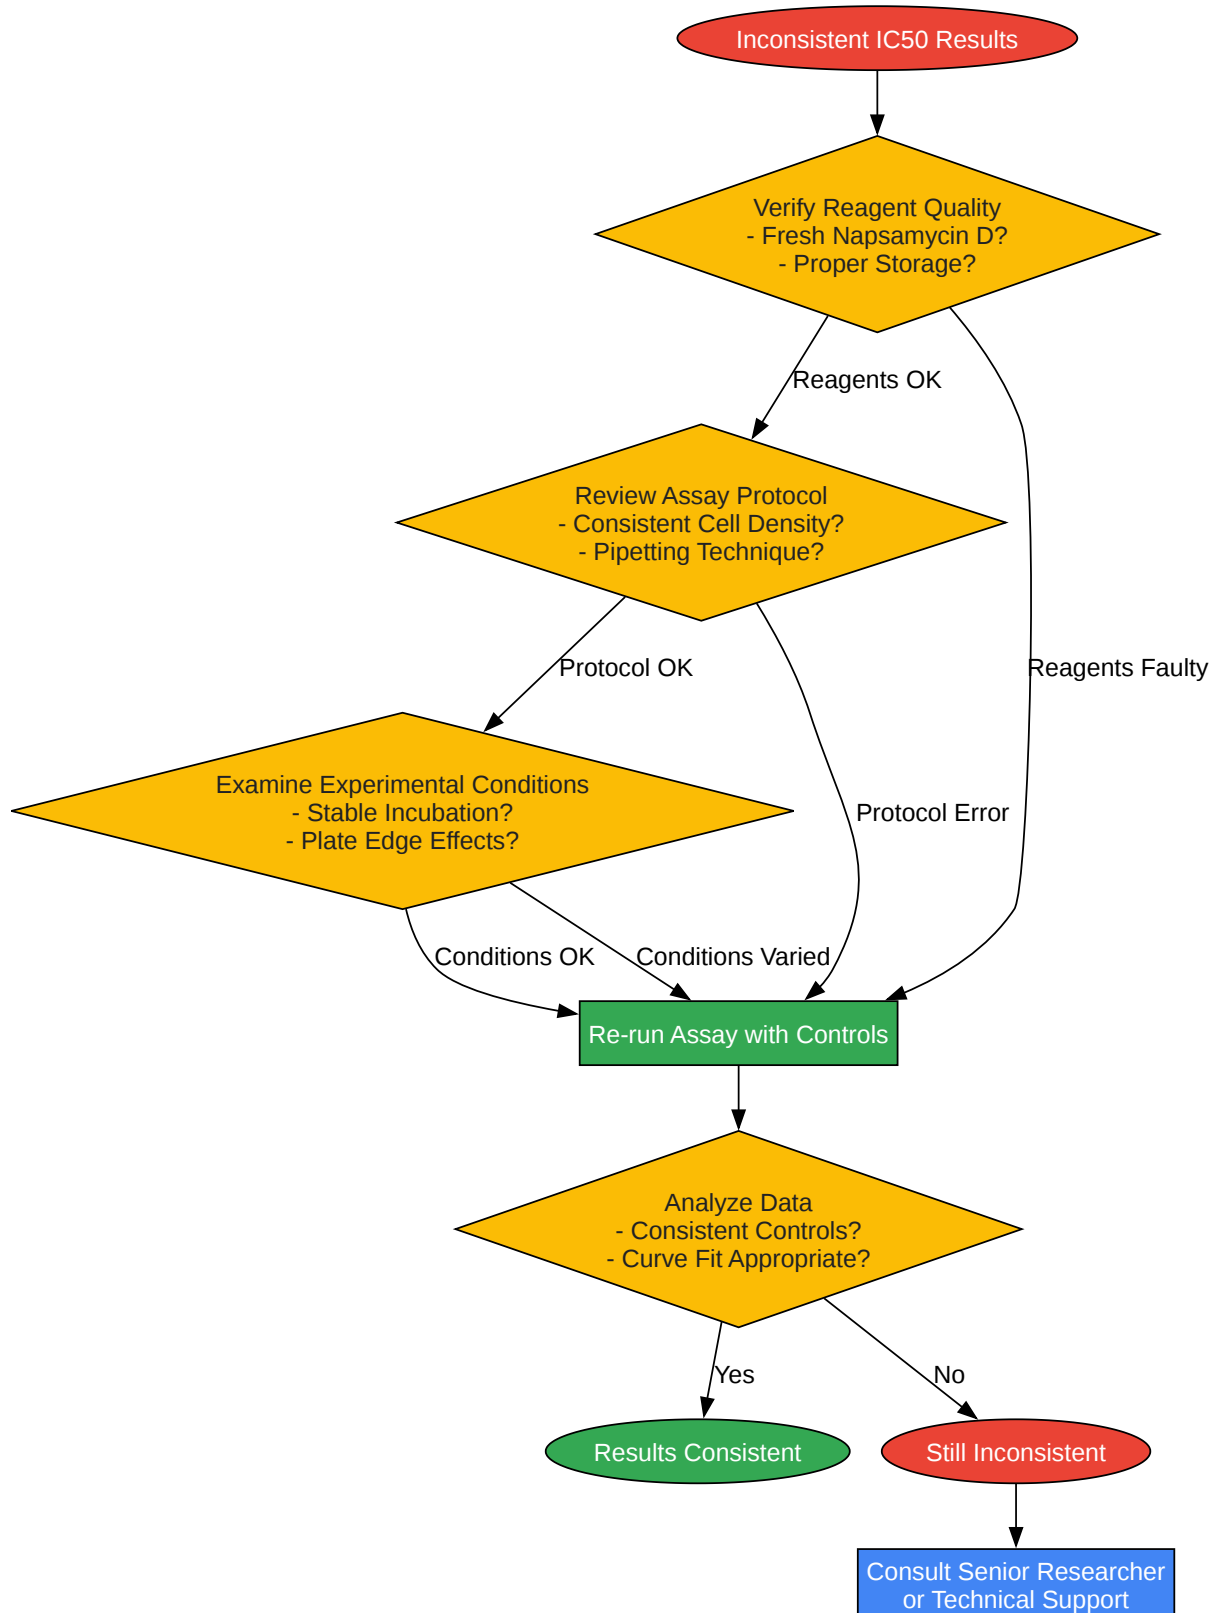 Inconsistent IC50 Results
Verify Reagent Quality
- Fresh Napsamycin D?
- Proper Storage?
Reagents OK
Review Assay Protocol
- Consistent Cell Density?
- Pipetting Technique?
Protocol OK
Reagents Faulty
Examine Experimental Conditions
- Stable Incubation?
- Plate Edge Effects?
Protocol Error
Conditions OK
Conditions Varied
Re-run Assay with Controls
Analyze Data
- Consistent Controls?
- Curve Fit Appropriate?
Yes
No
Results Consistent
Still Inconsistent
Consult Senior Researcher
or Technical Support